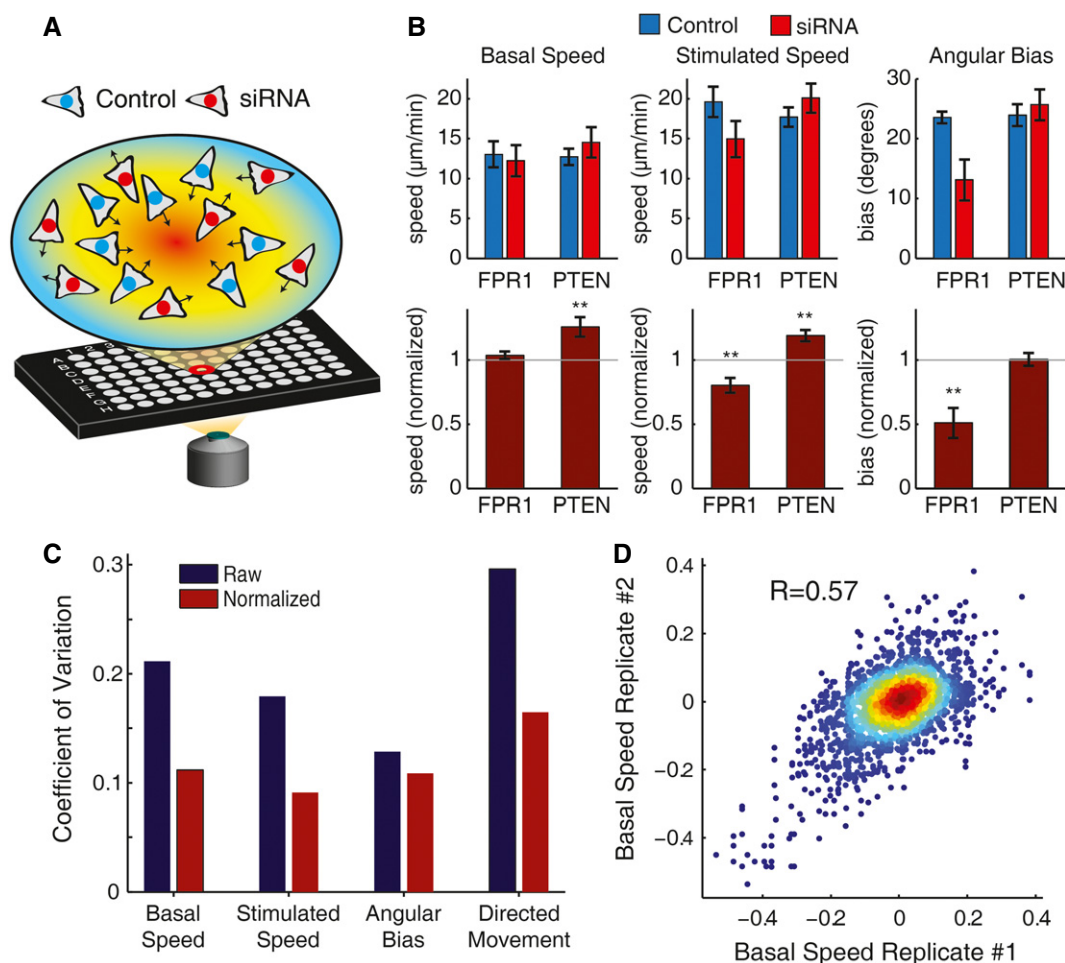 A
Control
siRNA
1
2
3
A
B
C
D
E
F
G
H
B
Control
siRNA
Basal Speed
Stimulated Speed
Angular Bias
speed (µm/min)
20
15
10
5
0
FPR1
PTEN
speed (µm/min)
20
15
10
5
0
FPR1
PTEN
bias (degrees)
30
20
10
0
FPR1
PTEN
speed (normalized)
1
0.5
0
**
FPR1
PTEN
speed (normalized)
1
0.5
0
**
**
FPR1
PTEN
bias (normalized)
1
0.5
0
**
FPR1
PTEN
C
Coefficient of Variation
0.3
0.2
0.1
0
Raw
Normalized
Basal
Speed
Stimulated
Speed
Angular
Bias
Directed
Movement
D
R=0.57
Basal Speed Replicate #2
0.4
0.2
0
−0.2
−0.4
−0.4
−0.2
0
0.2
0.4
Basal Speed Replicate #1